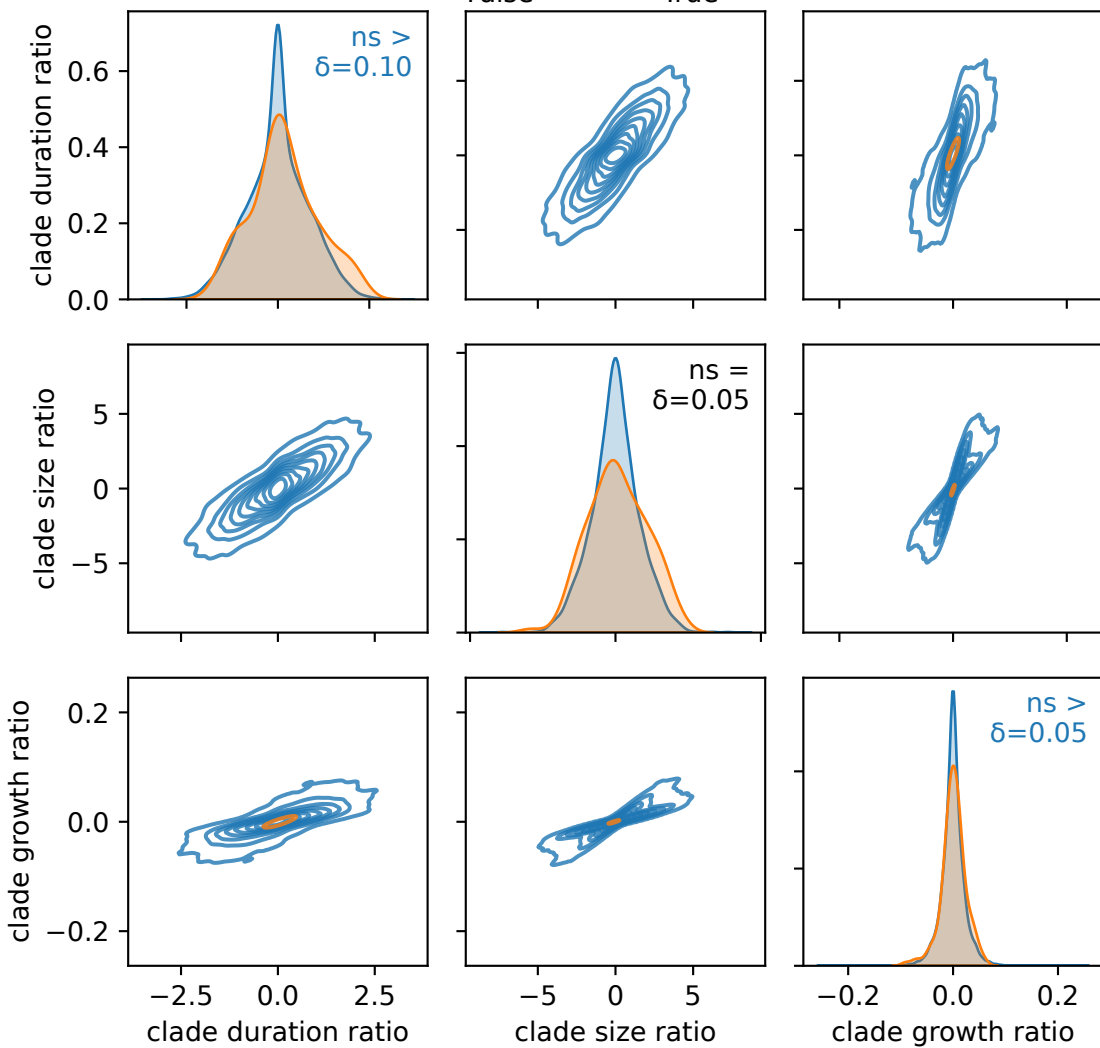 clade duration ratio
0.6
0.4
0.2
0.0
ns >
δ=0.10
clade size ratio
5
0
−5
ns =
δ=0.05
clade growth ratio
0.2
0.0
−0.2
ns >
δ=0.05
−2.5 0.0 2.5
−5 0 5
−0.2 0.0 0.2
clade duration ratio
clade size ratio
clade growth ratio